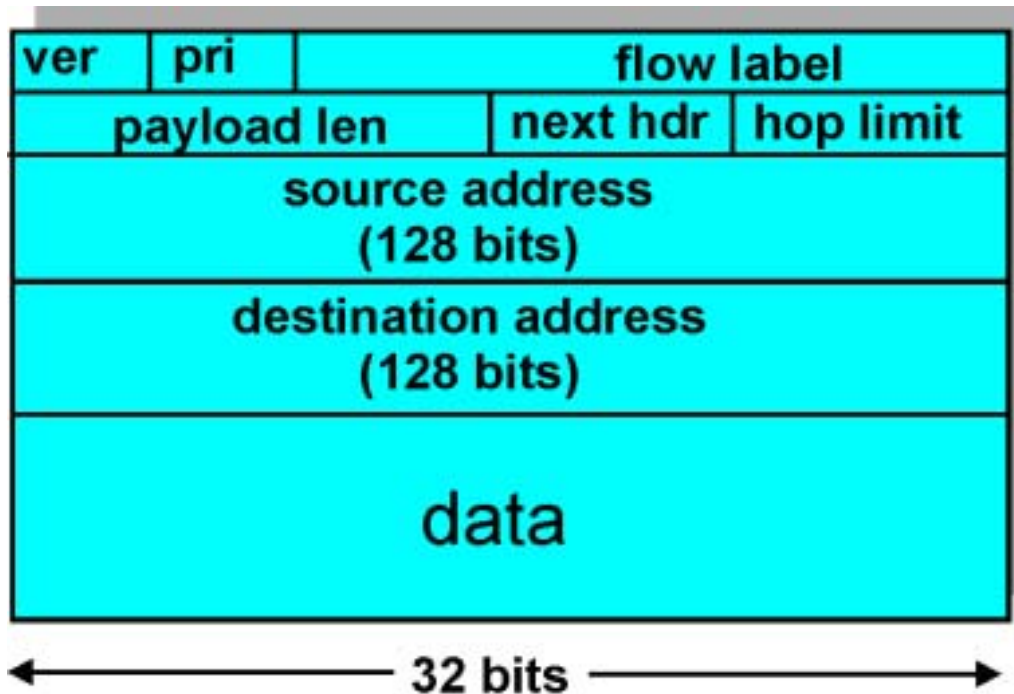 ver pri flow label
payload len next hdr hop limit
source address
(128 bits)
destination address
(128 bits)
data
32 bits